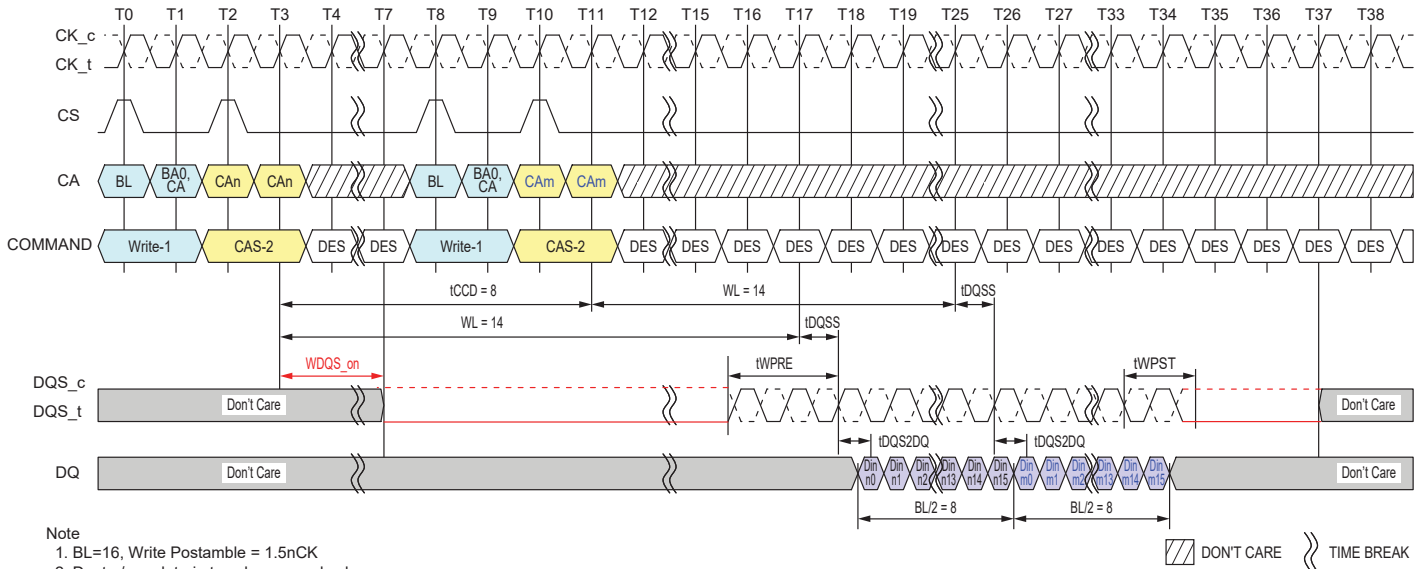 T0 T1 T2 T3 T4 T7 T8 T9 T10 T11 T12 T15 T16 T17 T18 T19 T25 T26 T27 T33 T34 T35 T36 T37 T38
CK_c
CK_t
CS
CA BL BA0, CA CAn CAn BL BA0, CA CAm CAm
COMMAND Write-1 CAS-2 DES DES Write-1 CAS-2 DES DES DES DES DES DES DES DES DES DES DES DES DES DES DES
tCCD = 8 WL = 14 tDQSS
WL = 14 tDQSS
WDQS_on tWPRE tWPST
DQS_c
DQS_t
Don't Care Don't Care
tDQS2DQ tDQS2DQ
DQ Don't Care Din n0 Din n1 Din n2 Din n13 Din n14 Din n15 Din m0 Din m1 Din m2 Din m13 Din m14 Din m15 Don't Care
BL/2 = 8 BL/2 = 8
Note
1. BL=16, Write Postamble = 1.5nCK
DON'T CARE TIME BREAK